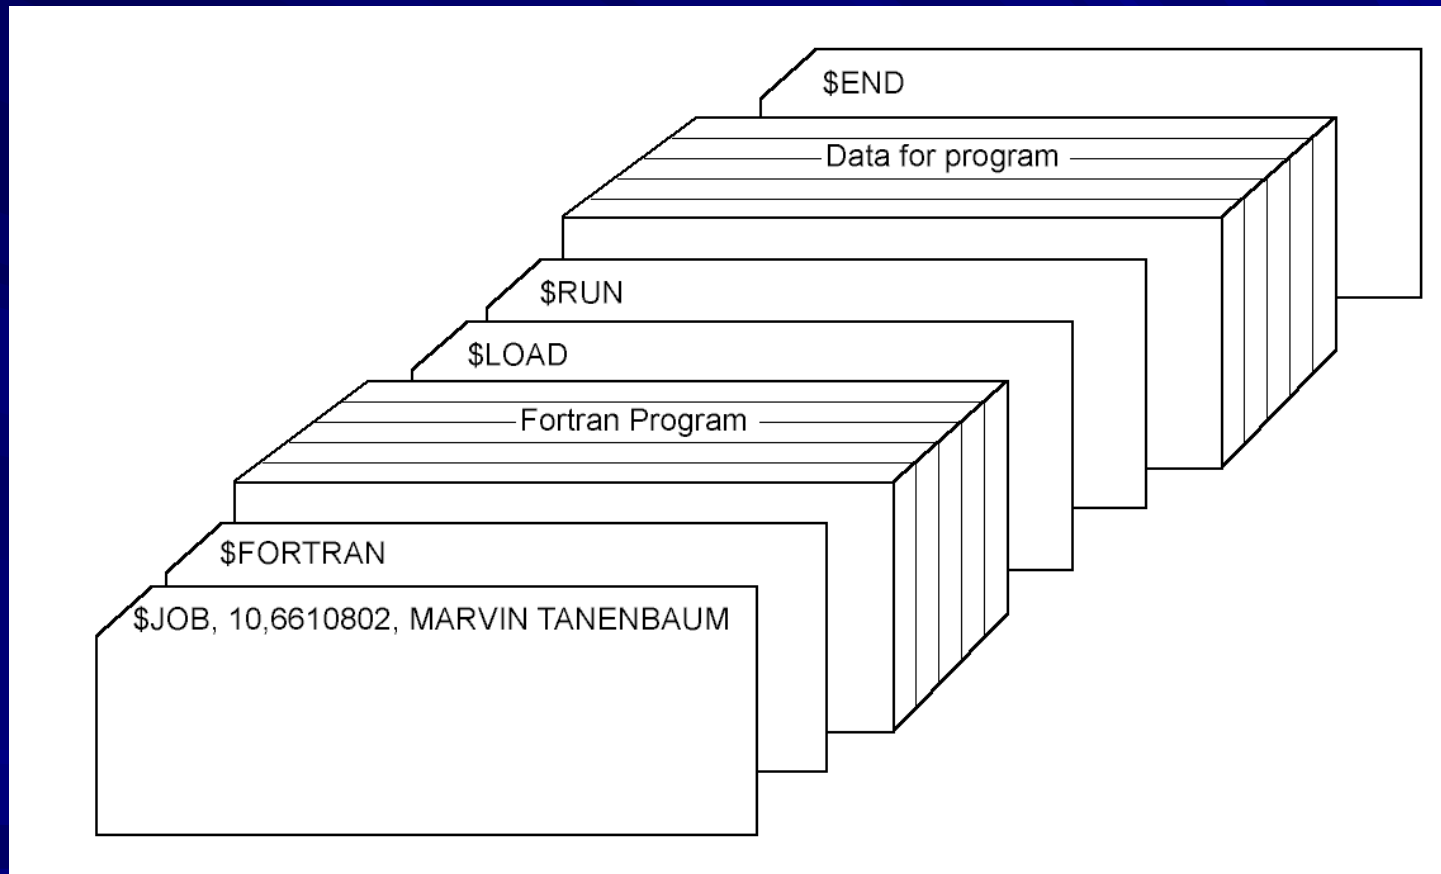 $END
Data for program
$RUN
$LOAD
Fortran Program
$FORTRAN
$JOB, 10,6610802, MARVIN TANENBAUM